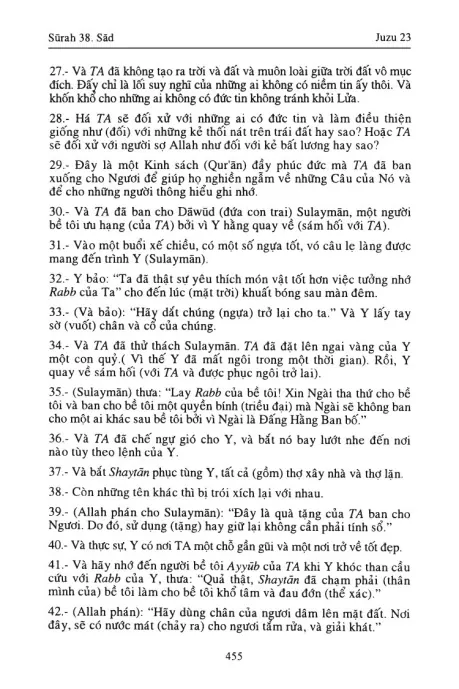 Sūrah 38. Sād
Juzu 23
27.- Và TA đã không tạo ra trời và đất và muôn loài giữa trời đất vô mục
đích. Đấy chỉ là lối suy nghĩ của những ai không có niềm tin ấy thôi. Và
khốn khổ cho những ai không có đức tin không tránh khỏi Lửa.
28.- Há TA sẽ đối xử với những ai có đức tin và làm điều thiện
giống như (đối) với những kẻ thối nát trên trái đất hay sao? Hoặc TA
sẽ đối xử với người sợ Allah như đối với kẻ bất lương hay sao?
29.- Đây là một Kinh sách (Qur'ān) đầy phúc đức mà TA đã ban
xuống cho Ngươi để giúp họ nghiền ngẫm về những Câu của Nó và
để cho những người thông hiểu ghi nhớ.
30.- Và TA đã ban cho Dāwūd (đứa con trai) Sulaymān, một người
bề tôi ưu hạng (của TA) bởi vì Y hằng quay về (sám hối với TA).
31.- Vào một buổi xế chiều, có một số ngựa tốt, vó câu lẹ làng được
mang đến trình Y (Sulaymān).
32.- Y bảo: “Ta đã thật sự yêu thích món vật tốt hơn việc tưởng nhớ
Rabb của Ta” cho đến lúc (mặt trời) khuất bóng sau màn đêm.
33.- (Và bảo): “Hãy dắt chúng (ngựa) trở lại cho ta.” Và Y lấy tay
sờ (vuốt) chân và cổ của chúng.
34.- Và TA đã thử thách Sulaymān. TA đã đặt lên ngai vàng của Y
một con quỷ.( Vì thế Y đã mất ngôi trong một thời gian). Rồi, Y
quay về sám hối (với TA và được phục ngôi trở lai).
35.- (Sulaymān) thưa: “Lay Rabb của bề tôi! Xin Ngài tha thứ cho bề
tôi và ban cho bề tôi một quyền bính (triều đại) mà Ngài sẽ không ban
cho một ai khác sau bề tôi bởi vì Ngài là Đấng Hằng Ban bố.”
36.- Và TA đã chế ngự gió cho Y, và bắt nó bay lướt nhe đến nơi
nào tùy theo lệnh của Y.
37.- Và bắt Shaytān phục tùng Y, tất cả (gồm) thợ xây nhà và thợ lặn.
38.- Còn những tên khác thì bị trói xích lại với nhau.
39.- (Allah phán cho Sulaymān): “Đây là quà tặng của TA ban cho
Ngươi. Do đó, sử dụng (tặng) hay giữ lại không cần phải tính sổ.”
40.- Và thực sự, Y có nơi TA một chỗ gần gũi và một nơi trở về tốt đẹp.
41.- Và hãy nhớ đến người bề tôi Ayyūb của TA khi Y khóc than cầu
cứu với Rabb của Y, thưa: “Quả thật, Shaytān đã chạm phải (thân
mình của) bề tôi làm cho bề tôi khổ tâm và đau đớn (thể xác).”
42.- (Allah phán): “Hãy dùng chân của ngươi dâm lên mặt đất. Nơi
đây, sẽ có nước mát (chảy ra) cho ngươi tắm rửa, và giải khát.”
455